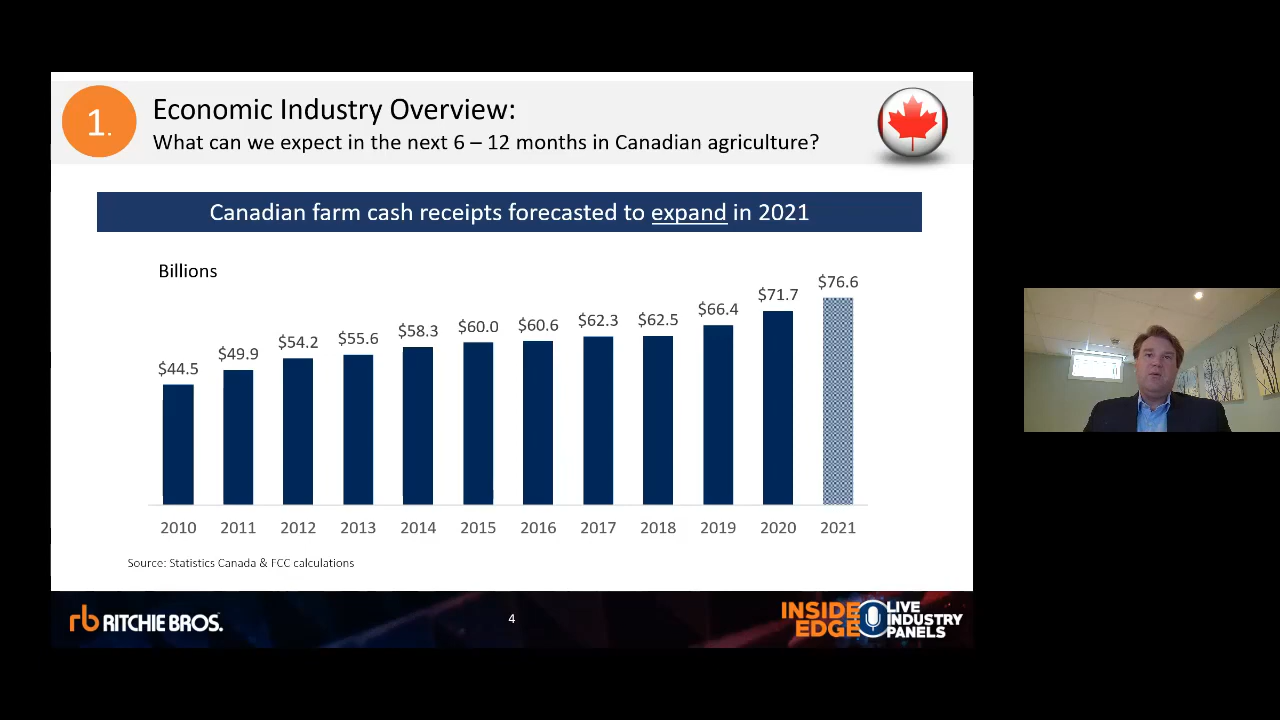 1.
Economic Industry Overview:
What can we expect in the next 6 – 12 months in Canadian agriculture?
Canadian farm cash receipts forecasted to expand in 2021
Billions
$44.5
$49.9
$54.2
$55.6
$58.3
$60.0
$60.6
$62.3
$62.5
$66.4
$71.7
$76.6
2010 2011 2012 2013 2014 2015 2016 2017 2018 2019 2020 2021
Source: Statistics Canada & FCC calculations
rb RITCHIE BROS.
4
INSIDE EDGE
LIVE
INDUSTRY
PANELS